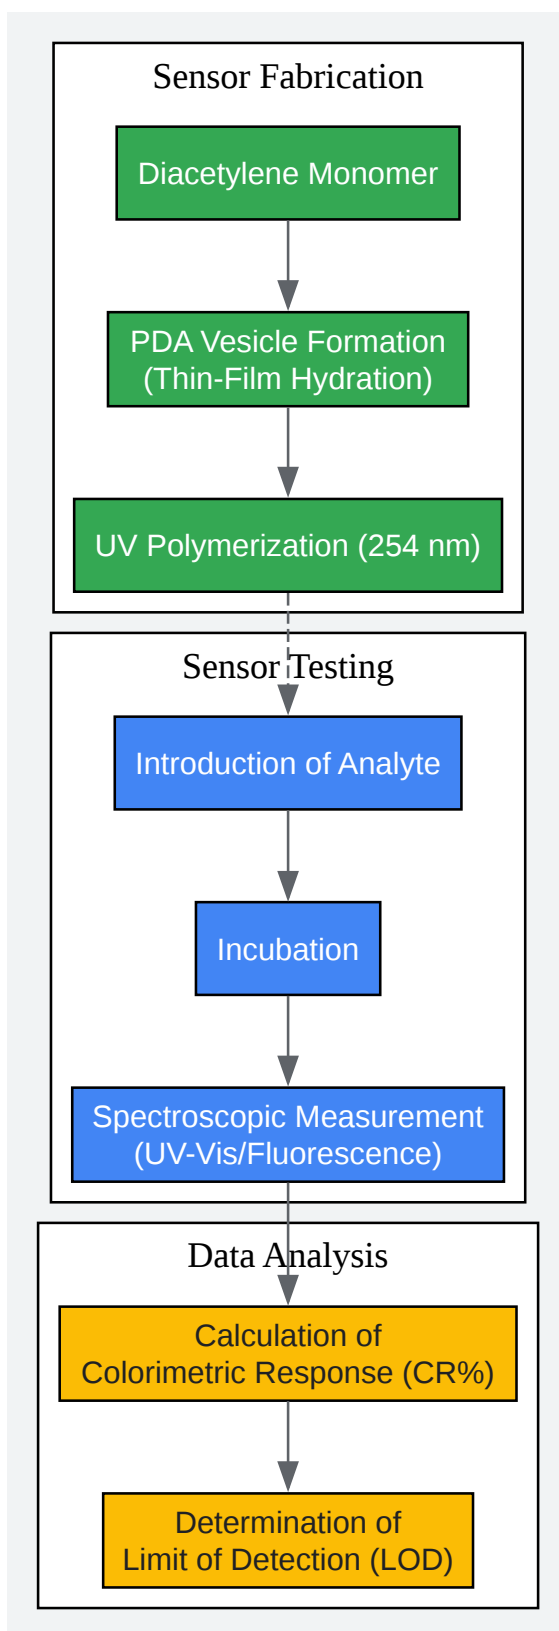 Sensor Fabrication
Diacetylene Monomer
PDA Vesicle Formation
(Thin-Film Hydration)
UV Polymerization (254 nm)
Sensor Testing
Introduction of Analyte
Incubation
Spectroscopic Measurement
(UV-Vis/Fluorescence)
Data Analysis
Calculation of
Colorimetric Response (CR%)
Determination of
Limit of Detection (LOD)